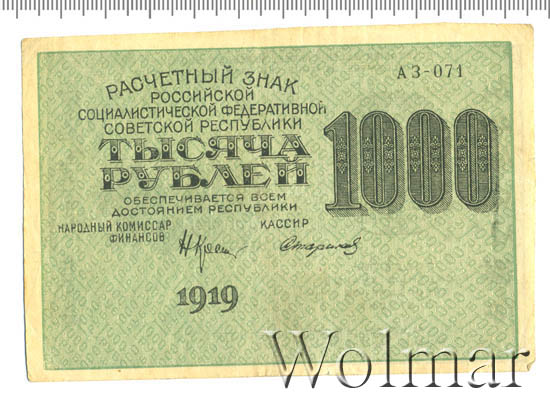 АЗ-071
РАСЧЕТНЫЙ ЗНАК
РОССИЙСКОЙ
СОЦИАЛИСТИЧЕСКОЙ ФЕДЕРАТИВНОЙ
СОВЕТСКОЙ РЕСПУБЛИКИ
ТЫСЯЧА
РУБЛЕЙ
1000
ОБЕСПЕЧИВАЕТСЯ ВСЕМ
ДОСТОЯНИЕМ РЕСПУБЛИКИ
НАРОДНЫЙ КОМИССАР
ФИНАНСОВ
КАССИР
1919
Wolmar